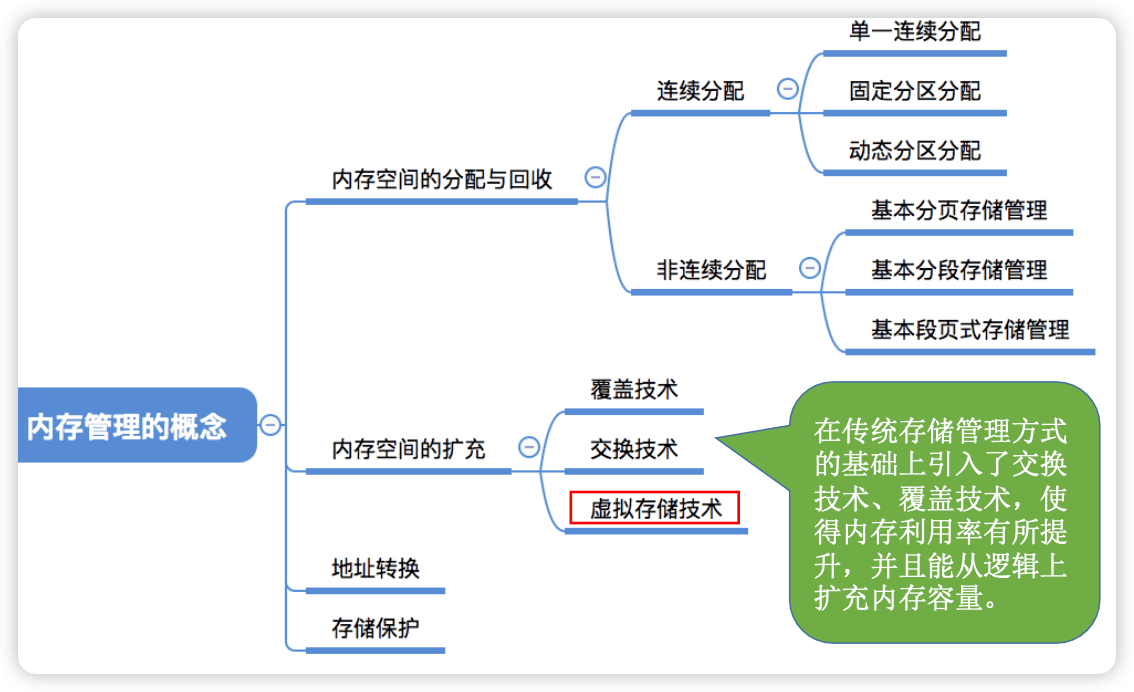 单一连续分配
连续分配
固定分区分配
动态分区分配
内存空间的分配与回收
基本分页存储管理
非连续分配
基本分段存储管理
基本段页式存储管理
内存管理的概念
覆盖技术
内存空间的扩充
交换技术
虚拟存储技术
在传统存储管理方式
的基础上引入了交换
技术、覆盖技术，使
得内存利用率有所提
升，并且能从逻辑上
扩充内存容量。
地址转换
存储保护